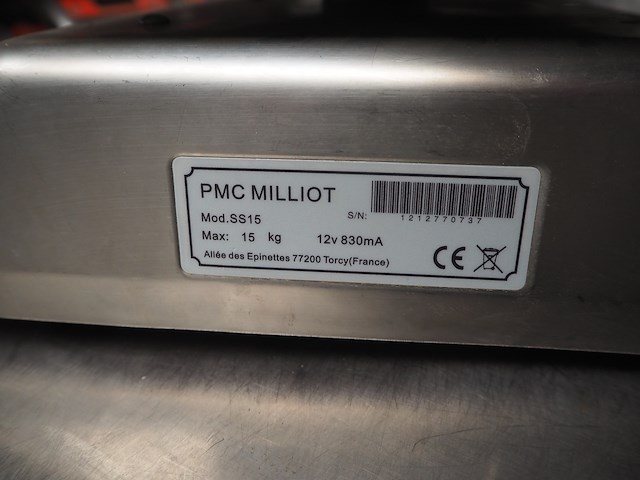 PMC MILLIOT
Mod.SS15
S/N:
1212770737
Max: 15 kg 12v 830mA
Allée des Epinettes 77200 Torcy(France)
CE